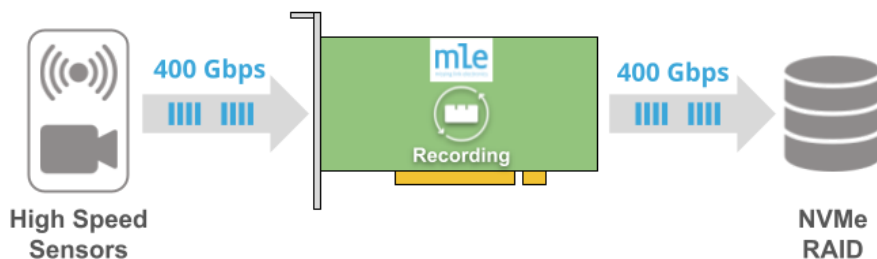 400 Gbps
mle
Recording
400 Gbps
High Speed
Sensors
NVMe
RAID